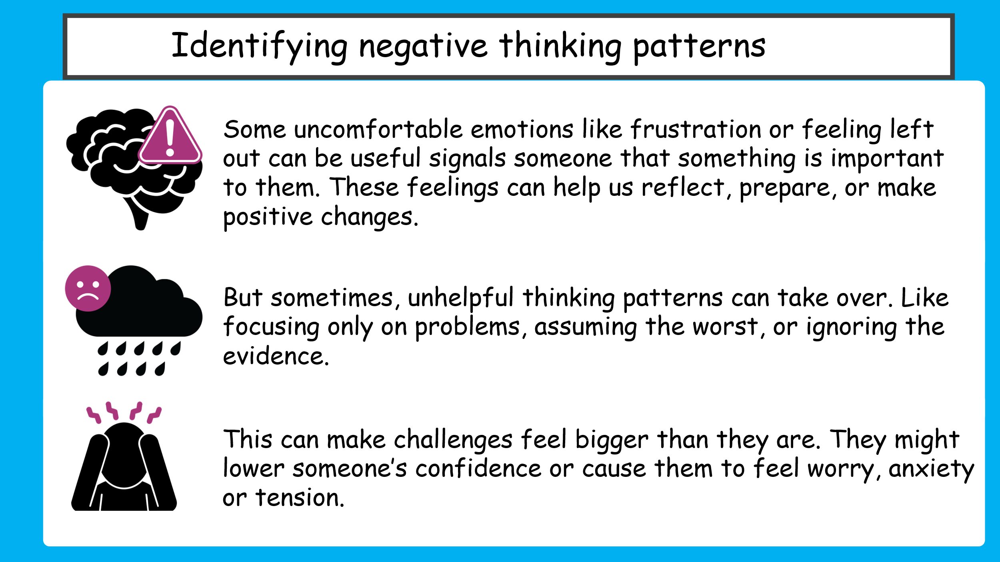 Identifying negative thinking patterns
Some uncomfortable emotions like frustration or feeling left
out can be useful signals someone that something is important
to them. These feelings can help us reflect, prepare, or make
positive changes.
But sometimes, unhelpful thinking patterns can take over. Like
focusing only on problems, assuming the worst, or ignoring the
evidence.
This can make challenges feel bigger than they are. They might
lower someone's confidence or cause them to feel worry, anxiety
or tension.